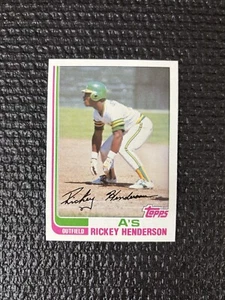 Rickey Henderson
topps
A's
OUTFIELD RICKEY HENDERSON